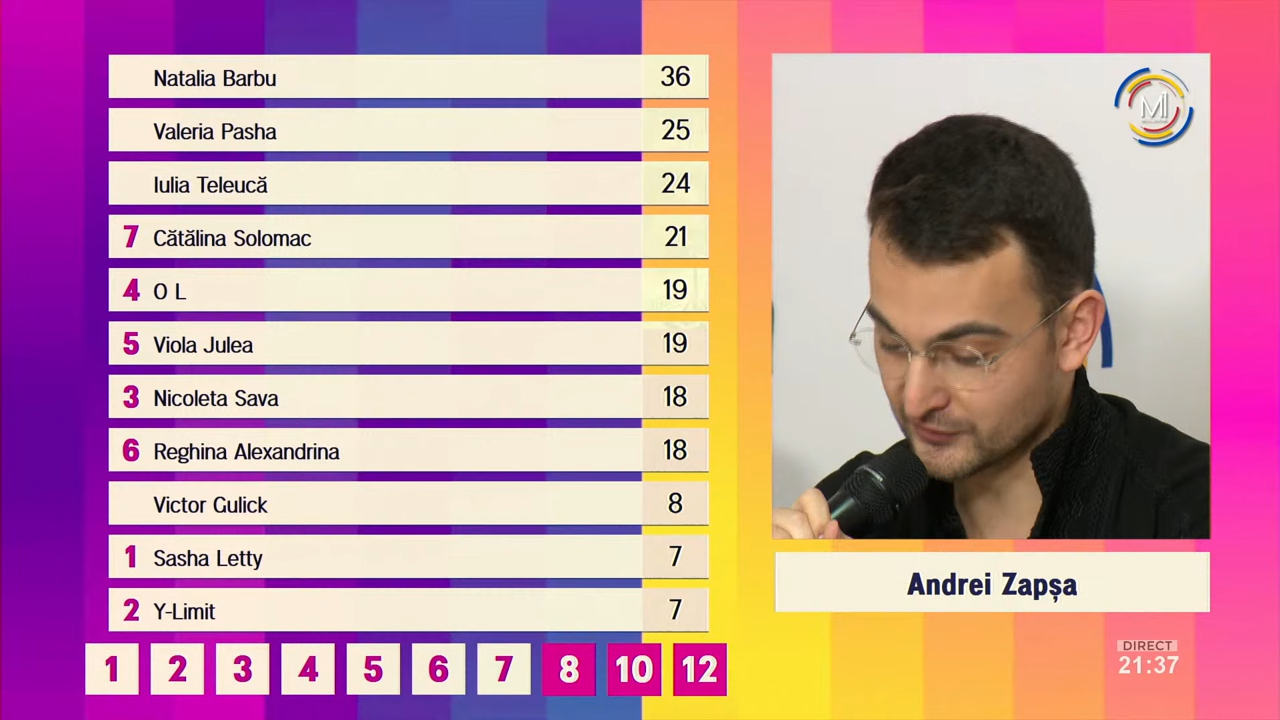 Natalia Barbu 36
Valeria Pasha 25
Iulia Teleucă 24
7 Cătălina Solomac 21
4 O L 19
5 Viola Julea 19
3 Nicoleta Sava 18
6 Reghina Alexandrina 18
Victor Gulick 8
1 Sasha Letty 7
2 Y-Limit 7
1 2 3 4 5 6 7 8 10 12
M1
Andrei Zapșa
DIRECT
21:37